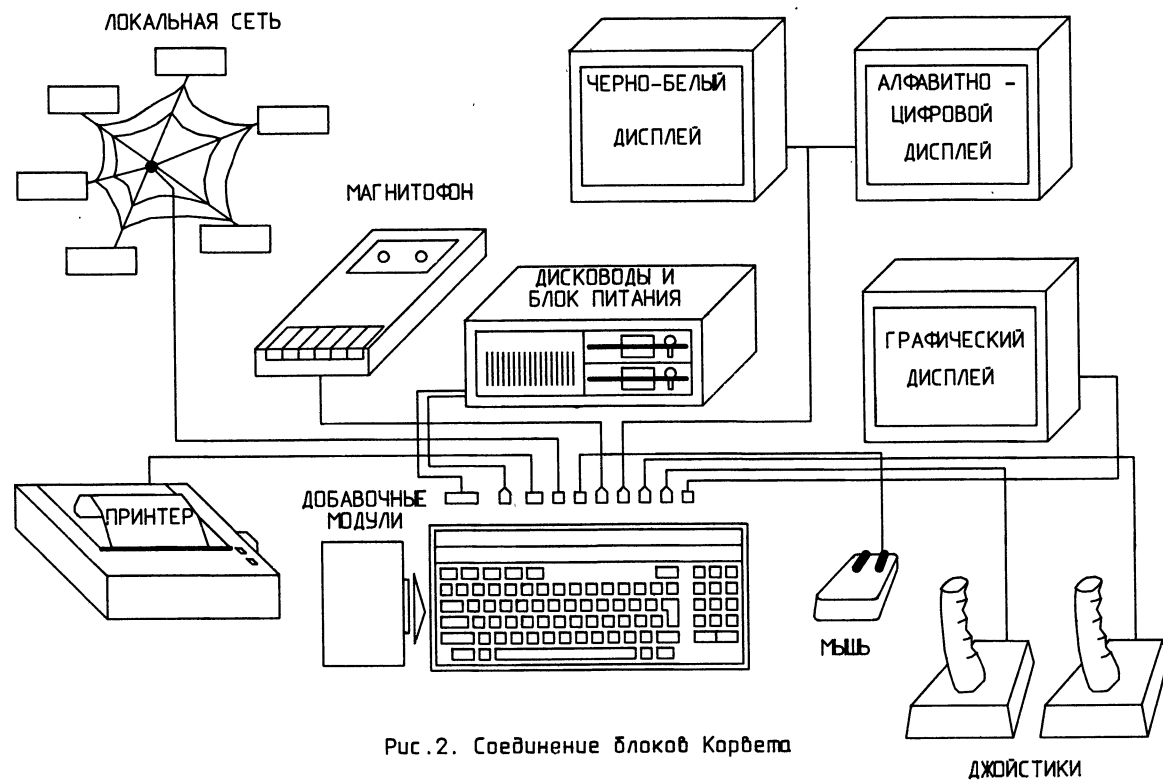 ЛОКАЛЬНАЯ СЕТЬ
ЧЕРНО-БЕЛЫЙ
ДИСПЛЕЙ
АЛФАВИТНО -
ЦИФРОВОЙ
ДИСПЛЕЙ
МАГНИТОФОН
ДИСКОВОДЫ И
БЛОК ПИТАНИЯ
ГРАФИЧЕСКИЙ
ДИСПЛЕЙ
ПРИНТЕР
ДОБАВОЧНЫЕ
МОДУЛИ
МЫШЬ
ДЖОЙСТИКИ
Рис.2. Соединение блоков Корвета